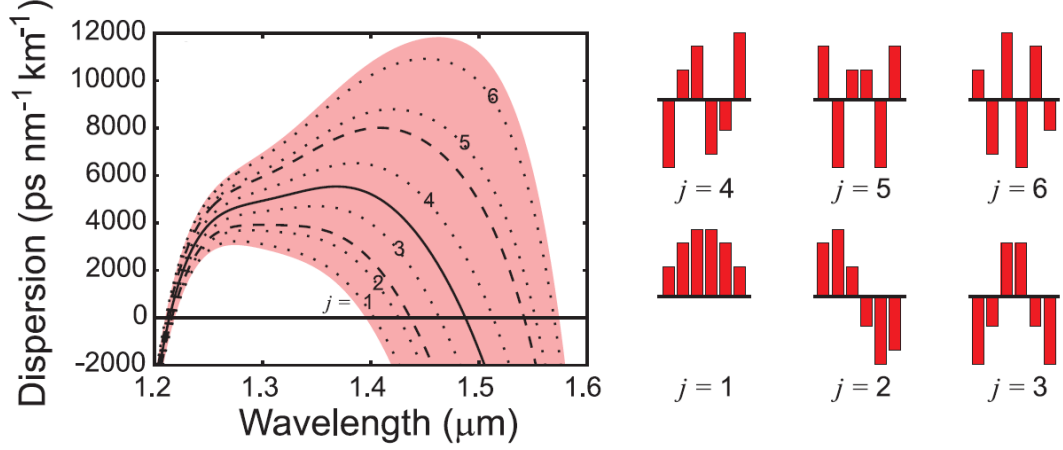 Dispersion (ps nm⁻¹ km⁻¹)
12000
10000
8000
6000
4000
2000
0
-2000
1.2 1.3 1.4 1.5 1.6
Wavelength (μm)
6
5
4
3
2
j = 1
j = 4 j = 5 j = 6
j = 1 j = 2 j = 3